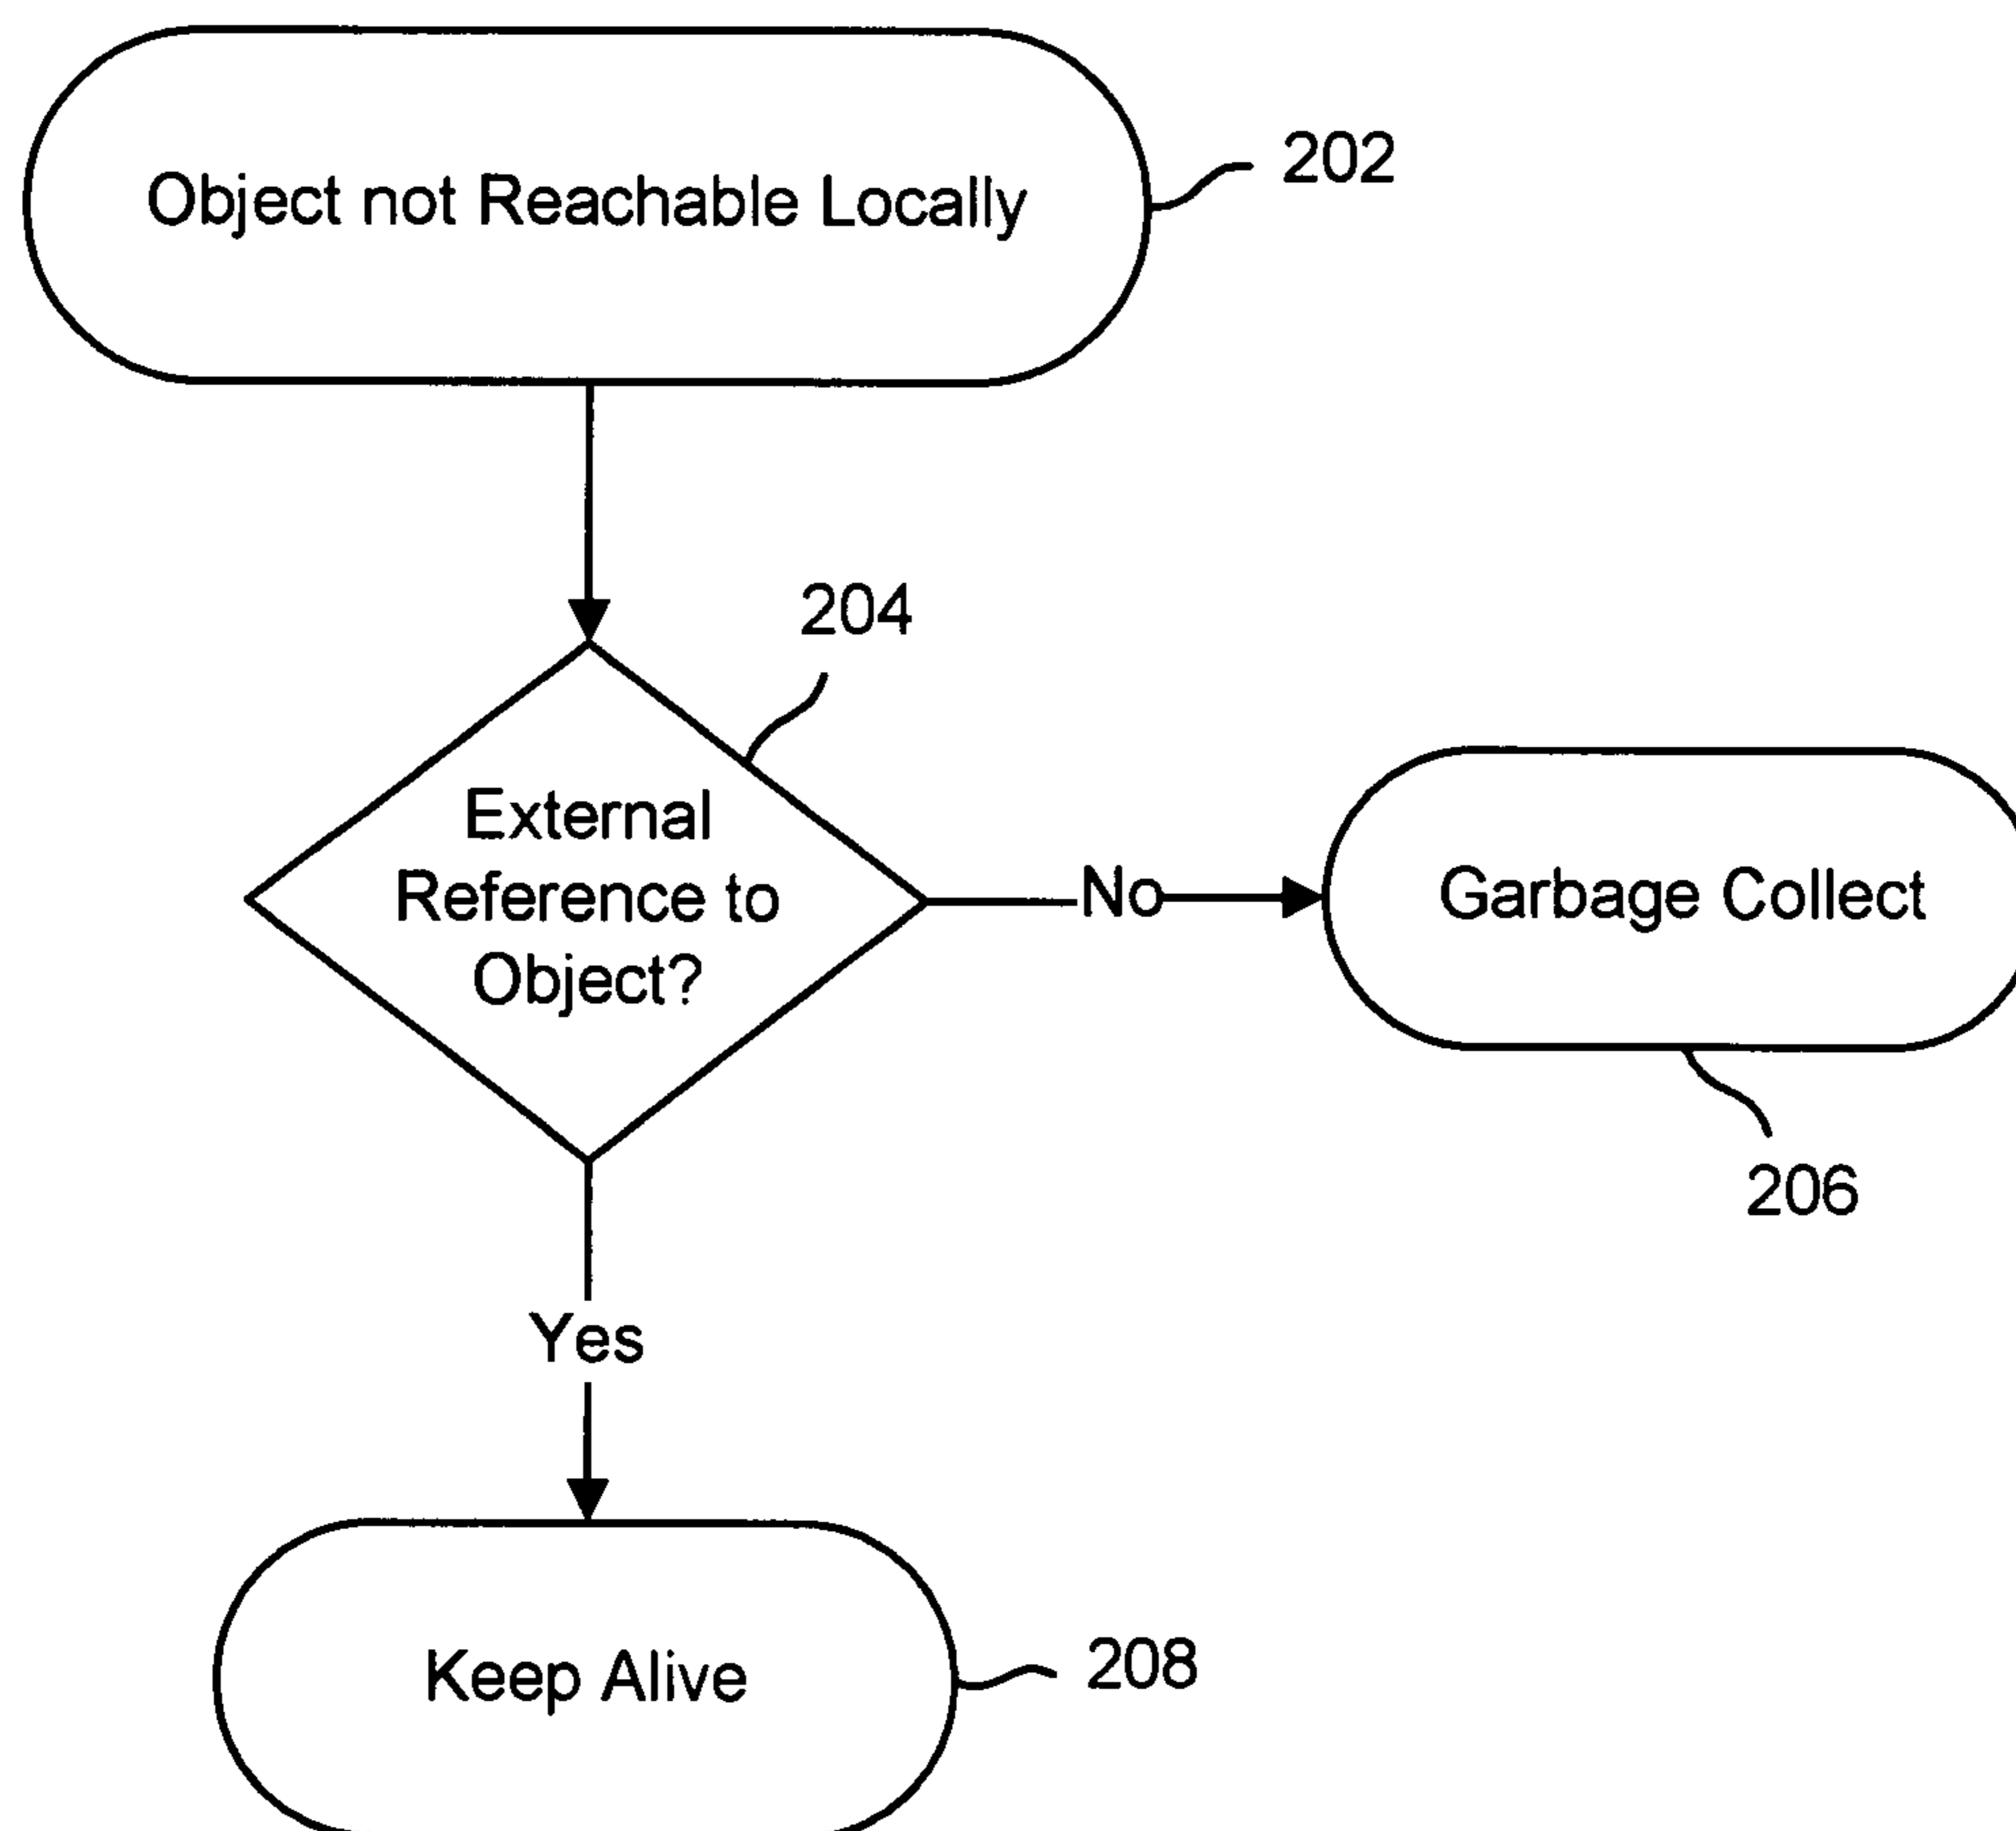 Object not Reachable Locally
202
204
External
Reference to
Object?
No
Garbage Collect
206
Yes
Keep Alive
208